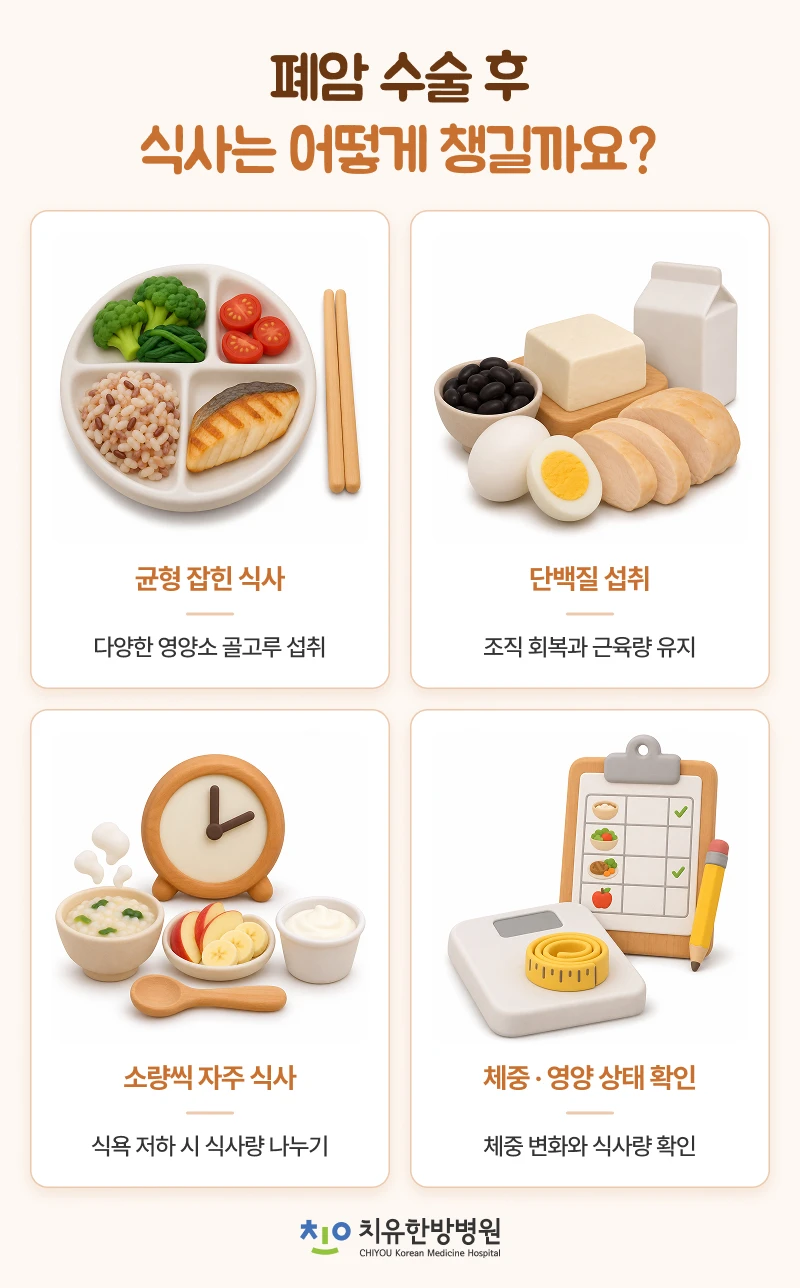 폐암 수술 후
식사는 어떻게 챙길까요?
균형 잡힌 식사
다양한 영양소 골고루 섭취
단백질 섭취
조직 회복과 근육량 유지
소량씩 자주 식사
식욕 저하 시 식사량 나누기
체중 · 영양 상태 확인
체중 변화와 식사량 확인
치유한방병원
CHIYOU Korean Medicine Hospital